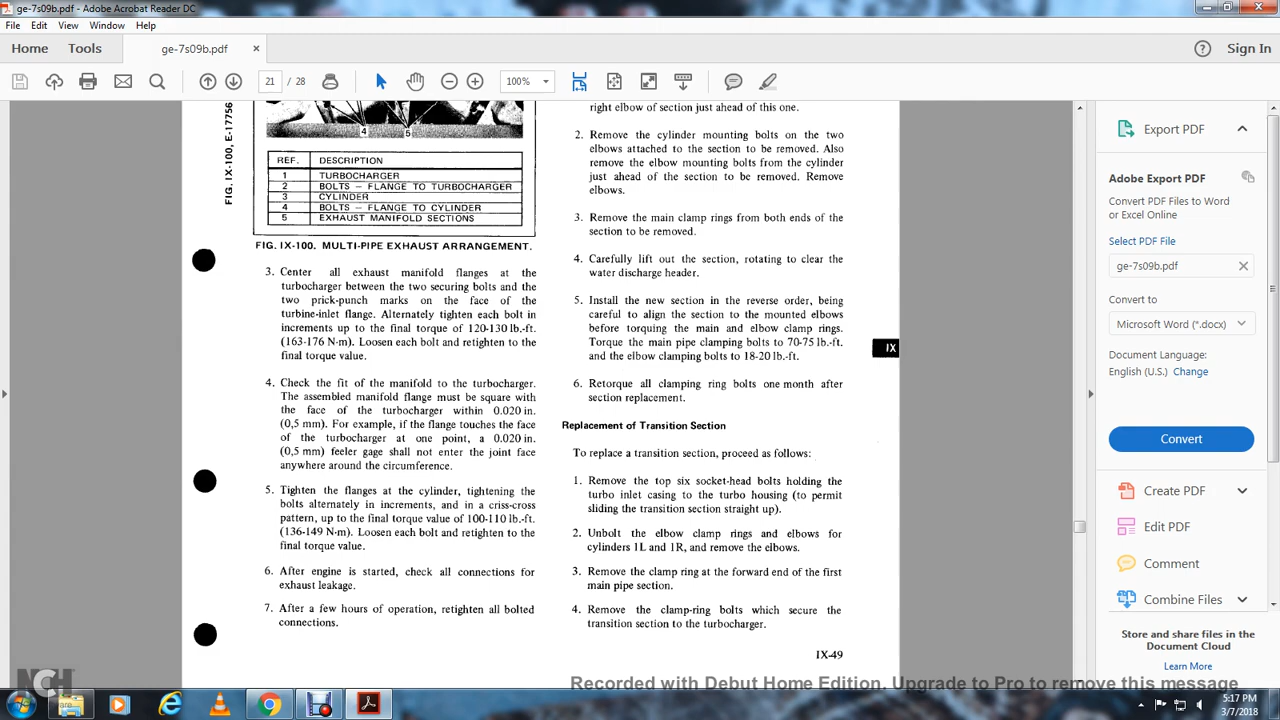 ge-7s09b.pdf - Adobe Acrobat Reader DC
File Edit View Window Help
Home Tools ge-7s09b.pdf × ? Sign In
21 / 28 100%
FIG. IX-100, E-17756
4 5
REF. DESCRIPTION
1 TURBOCHARGER
2 BOLTS — FLANGE TO TURBOCHARGER
3 CYLINDER
4 BOLTS — FLANGE TO CYLINDER
5 EXHAUST MANIFOLD SECTIONS
FIG. IX-100. MULTI-PIPE EXHAUST ARRANGEMENT.
3. Center all exhaust manifold flanges at the
turbocharger between the two securing bolts and the
two prick-punch marks on the face of the
turbine-inlet flange. Alternately tighten each bolt in
increments up to the final torque of 120-130 lb.-ft.
(163-176 N·m). Loosen each bolt and retighten to the
final torque value.
4. Check the fit of the manifold to the turbocharger.
The assembled manifold flange must be square with
the face of the turbocharger within 0.020 in.
(0,5 mm). For example, if the flange touches the face
of the turbocharger at one point, a 0.020 in.
(0,5 mm) feeler gage shall not enter the joint face
anywhere around the circumference.
5. Tighten the flanges at the cylinder, tightening the
bolts alternately in increments, and in a criss-cross
pattern, up to the final torque value of 100-110 lb.-ft.
(136-149 N·m). Loosen each bolt and retighten to the
final torque value.
6. After engine is started, check all connections for
exhaust leakage.
7. After a few hours of operation, retighten all bolted
connections.
right elbow of section just ahead of this one.
2. Remove the cylinder mounting bolts on the two
elbows attached to the section to be removed. Also
remove the elbow mounting bolts from the cylinder
just ahead of the section to be removed. Remove
elbows.
3. Remove the main clamp rings from both ends of the
section to be removed.
4. Carefully lift out the section, rotating to clear the
water discharge header.
5. Install the new section in the reverse order, being
careful to align the section to the mounted elbows
before torquing the main and elbow clamp rings.
Torque the main pipe clamping bolts to 70-75 lb.-ft.
and the elbow clamping bolts to 18-20 lb.-ft.
6. Retorque all clamping ring bolts one month after
section replacement.
Replacement of Transition Section
To replace a transition section, proceed as follows:
1. Remove the top six socket-head bolts holding the
turbo inlet casing to the turbo housing (to permit
sliding the transition section straight up).
2. Unbolt the elbow clamp rings and elbows for
cylinders 1L and 1R, and remove the elbows.
3. Remove the clamp ring at the forward end of the first
main pipe section.
4. Remove the clamp-ring bolts which secure the
transition section to the turbocharger.
IX-49
IX
Export PDF
Adobe Export PDF
Convert PDF Files to Word
or Excel Online
Select PDF File
ge-7s09b.pdf
Convert to
Microsoft Word (*.docx)
Document Language:
English (U.S.) Change
Convert
Create PDF
Edit PDF
Comment
Combine Files
Store and share files in the
Document Cloud
Learn More
NCH
Recorded with Debut Home Edition. Upgrade to Pro to remove this message
5:17 PM
3/7/2018